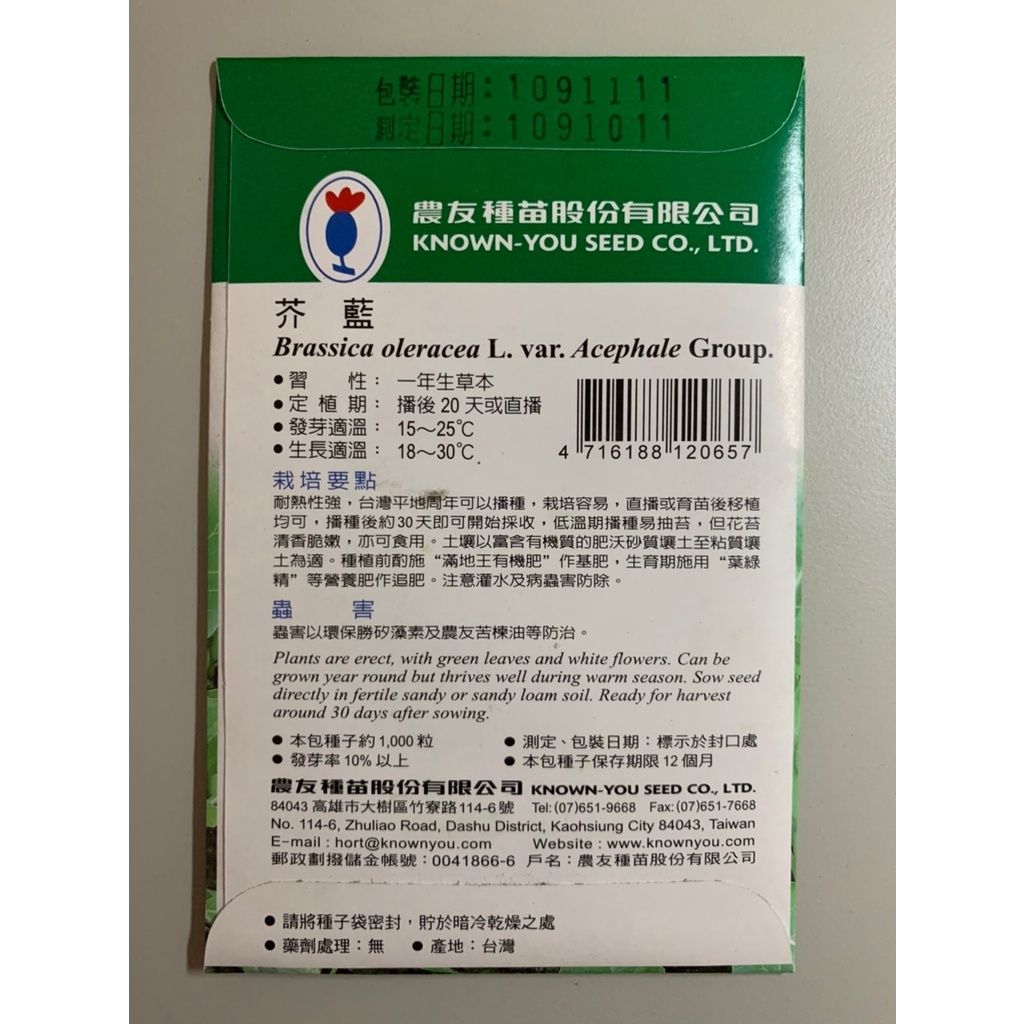 包裝日期：1091111
測定日期：1091011
農友種苗股份有限公司
KNOWN-YOU SEED CO., LTD.
芥 藍
Brassica oleracea L. var. Acephale Group.
●習 性： 一年生草本
●定 植 期： 播後 20 天或直播
●發芽適溫： 15～25℃
●生長適溫： 18～30℃
4 716188 120657
栽培要點
耐熱性強，台灣平地周年可以播種，栽培容易，直播或育苗後移植
均可，播種後約30天即可開始採收，低溫期播種易抽苔，但花苔
清香脆嫩，亦可食用。土壤以富含有機質的肥沃砂質壤土至粘質壤
土為適。種植前酌施“滿地王有機肥”作基肥，生育期施用“葉綠
精”等營養肥作追肥。注意灌水及病蟲害防除。
蟲 害
蟲害以環保勝矽藻素及農友苦楝油等防治。
Plants are erect, with green leaves and white flowers. Can be
grown year round but thrives well during warm season. Sow seed
directly in fertile sandy or sandy loam soil. Ready for harvest
around 30 days after sowing.
● 本包種子約 1,000 粒 ● 測定、包裝日期：標示於封口處
● 發芽率 10% 以上 ● 本包種子保存期限 12 個月
農友種苗股份有限公司 KNOWN-YOU SEED CO., LTD.
84043 高雄市大樹區竹寮路114-6號 Tel: (07)651-9668 Fax: (07)651-7668
No. 114-6, Zhuliao Road, Dashu District, Kaohsiung City 84043, Taiwan
E-mail : hort@knownyou.com Website : www.knownyou.com
郵政劃撥儲金帳號：0041866-6 戶名：農友種苗股份有限公司
● 請將種子袋密封，貯於暗冷乾燥之處
● 藥劑處理：無 ● 產地：台灣